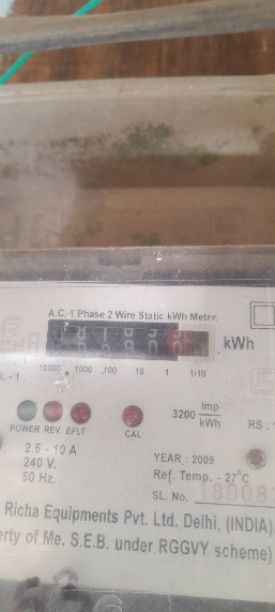 A.C. 1 Phase 2 Wire Static kWh Meter.
kWh
10000 1000 100 10 1 1/10
3200 Imp/kWh
POWER REV. E/LT CAL
2.5 - 10 A
240 V.
50 Hz.
YEAR : 2009
Ref. Temp. - 27°C
SL. No. 18008
Richa Equipments Pvt. Ltd. Delhi, (INDIA)
erty of Me. S.E.B. under RGGVY scheme)